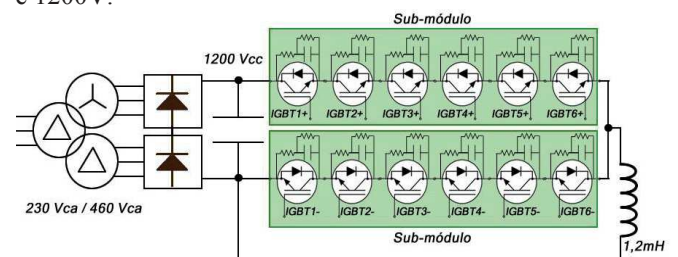 e 1200V.
Sub-módulo
1200 Vcc
IGBT1+ IGBT2+ IGBT3+ IGBT4+ IGBT5+ IGBT6+
230 Vca / 460 Vca
IGBT1- IGBT2- IGBT3- IGBT4- IGBT5- IGBT6-
Sub-módulo
1,2mH